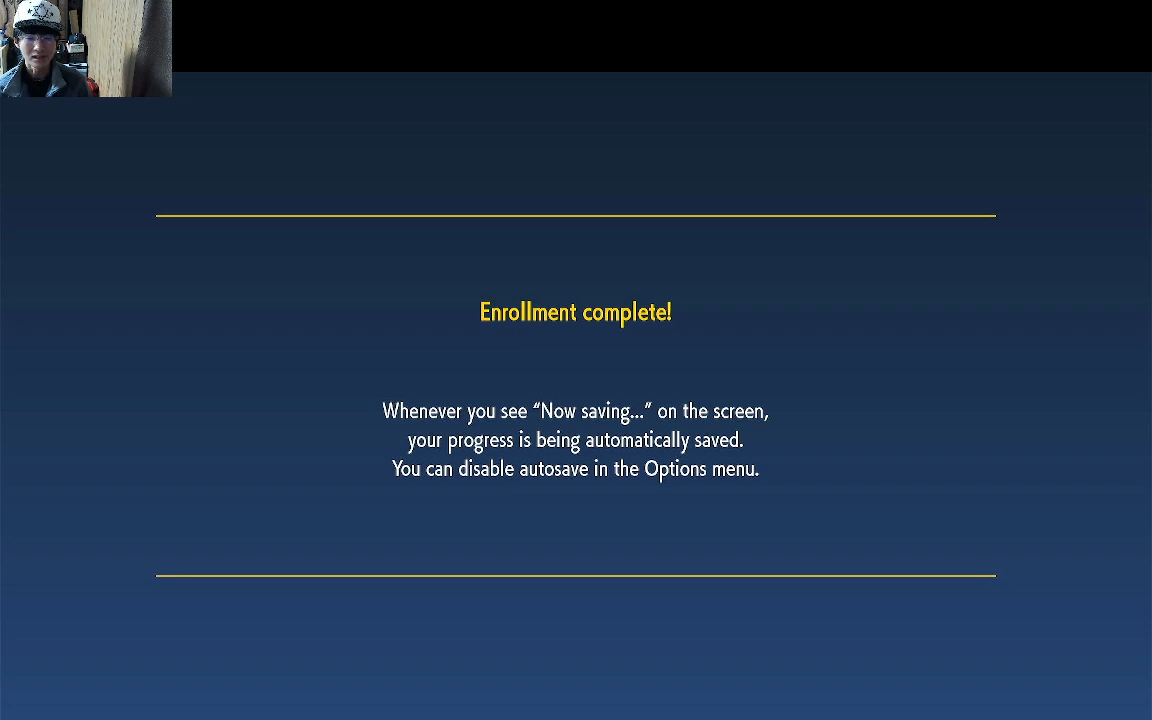 Enrollment complete!
Whenever you see “Now saving...” on the screen,
your progress is being automatically saved.
You can disable autosave in the Options menu.